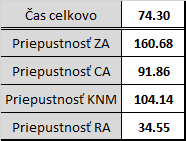 Čas celkovo 74.30
Priepustnosť ZA 160.68
Priepustnosť CA 91.86
Priepustnosť KNM 104.14
Priepustnosť RA 34.55